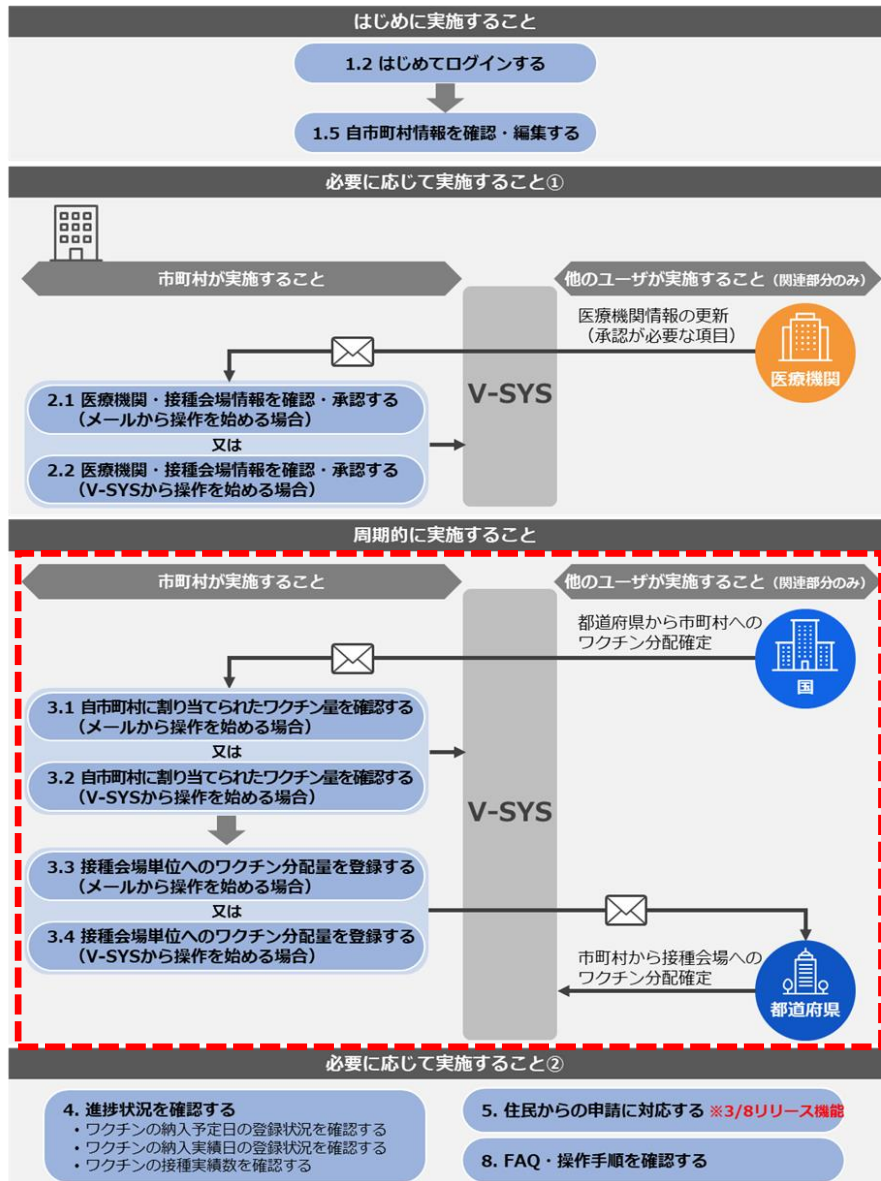 はじめに実施すること
1.2 はじめてログインする
1.5 自市町村情報を確認・編集する
必要に応じて実施すること①
市町村が実施すること
他のユーザが実施すること（関連部分のみ）
医療機関情報の更新
（承認が必要な項目）
医療機関
V-SYS
2.1 医療機関・接種会場情報を確認・承認する
（メールから操作を始める場合）
又は
2.2 医療機関・接種会場情報を確認・承認する
（V-SYSから操作を始める場合）
周期的に実施すること
市町村が実施すること
他のユーザが実施すること（関連部分のみ）
都道府県から市町村への
ワクチン分配確定
国
3.1 自市町村に割り当てられたワクチン量を確認する
（メールから操作を始める場合）
又は
3.2 自市町村に割り当てられたワクチン量を確認する
（V-SYSから操作を始める場合）
V-SYS
3.3 接種会場単位へのワクチン分配量を登録する
（メールから操作を始める場合）
又は
3.4 接種会場単位へのワクチン分配量を登録する
（V-SYSから操作を始める場合）
市町村から接種会場への
ワクチン分配確定
都道府県
必要に応じて実施すること②
4. 進捗状況を確認する
・ワクチンの納入予定日の登録状況を確認する
・ワクチンの納入実績日の登録状況を確認する
・ワクチンの接種実績数を確認する
5. 住民からの申請に対応する ※3/8リリース機能
8. FAQ・操作手順を確認する